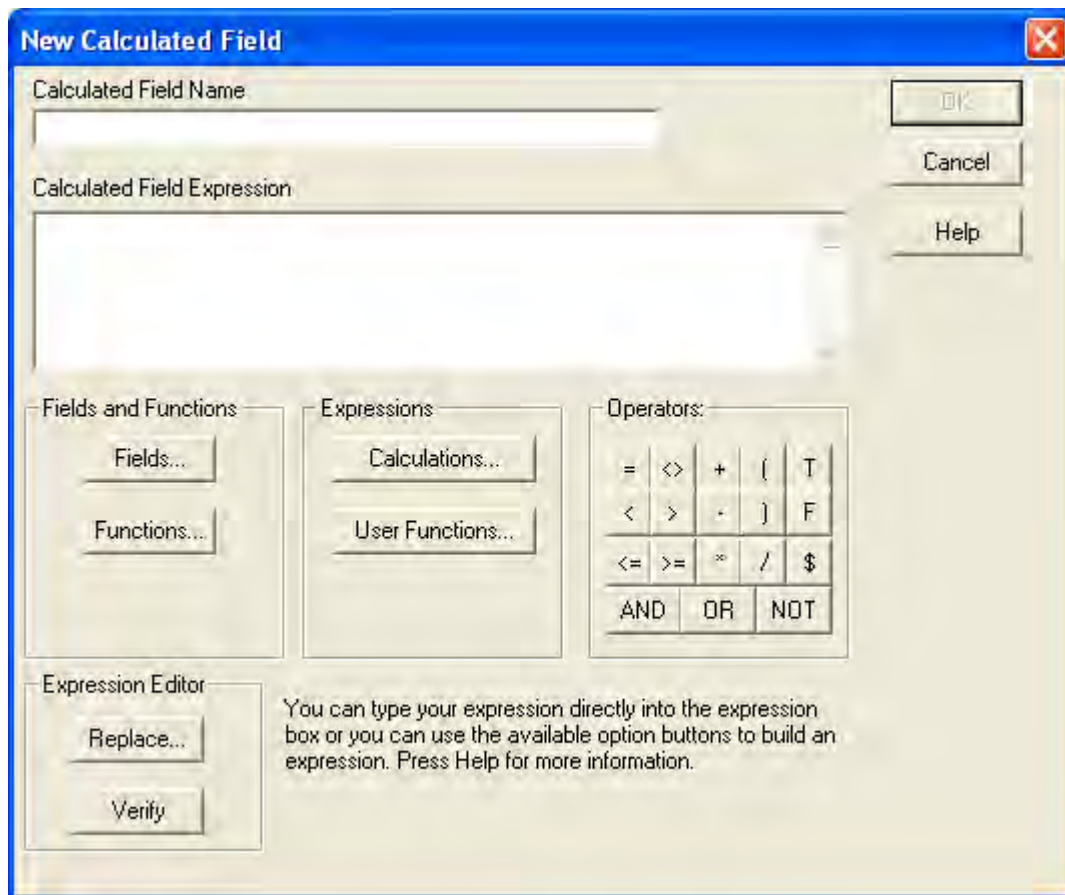 New Calculated Field
Calculated Field Name
OK
Cancel
Calculated Field Expression
Help
Fields and Functions
Fields...
Functions...
Expressions
Calculations...
User Functions...
Operators:
= <> + ( T
< > - ) F
<= >= * / $
AND OR NOT
Expression Editor
Replace...
Verify
You can type your expression directly into the expression
box or you can use the available option buttons to build an
expression. Press Help for more information.